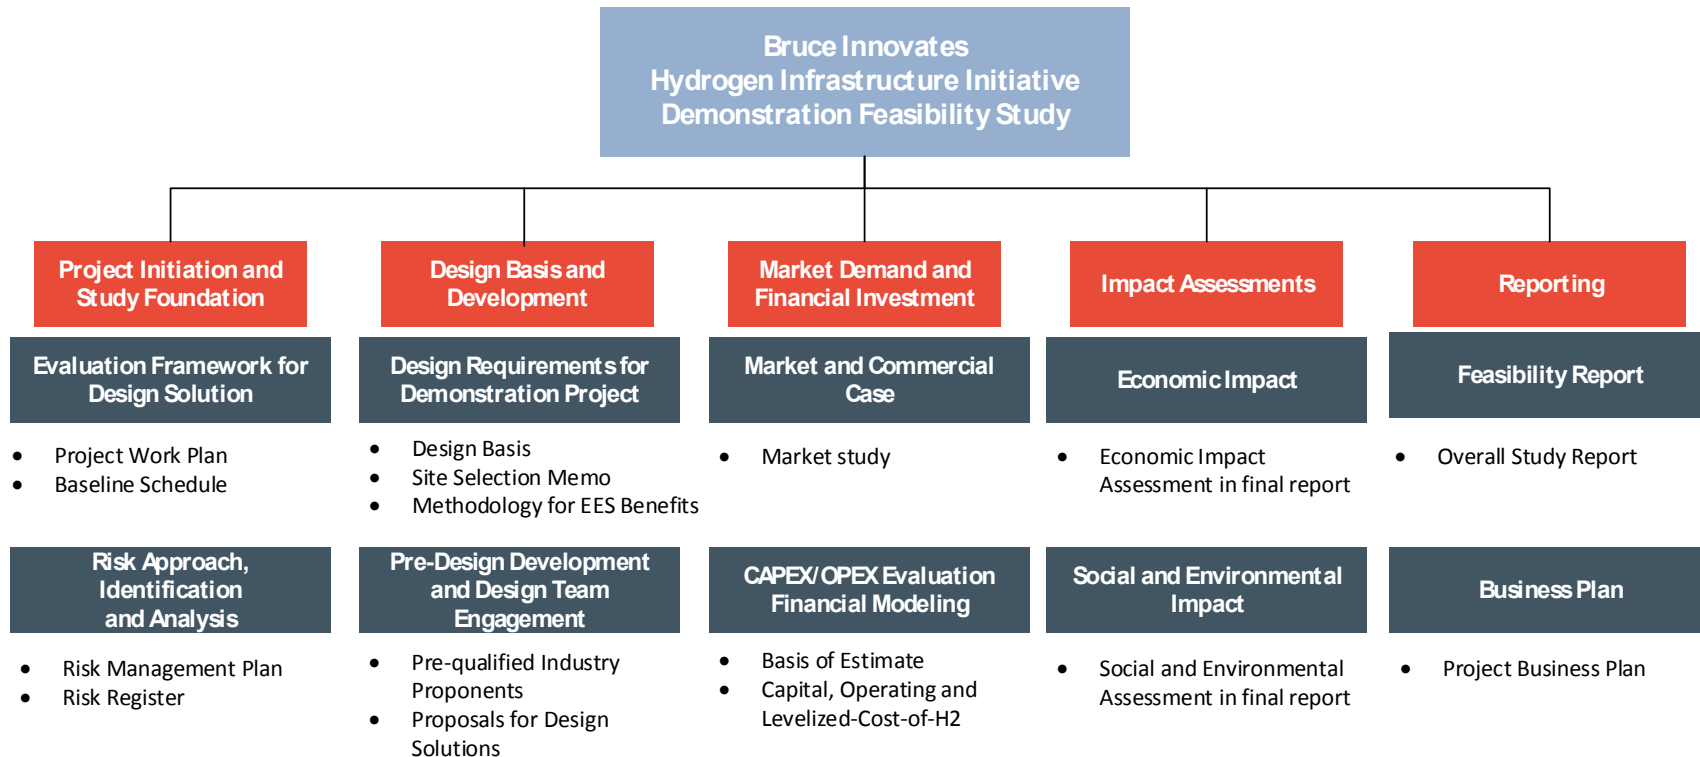 Bruce Innovates
Hydrogen Infrastructure Initiative
Demonstration Feasibility Study
Project Initiation and
Study Foundation
Evaluation Framework for
Design Solution
• Project Work Plan
• Baseline Schedule
Risk Approach,
Identification
and Analysis
• Risk Management Plan
• Risk Register
Design Basis and
Development
Design Requirements for
Demonstration Project
• Design Basis
• Site Selection Memo
• Methodology for EES Benefits
Pre-Design Development
and Design Team
Engagement
• Pre-qualified Industry
Proponents
• Proposals for Design
Solutions
Market Demand and
Financial Investment
Market and Commercial
Case
• Market study
CAPEX/OPEX Evaluation
Financial Modeling
• Basis of Estimate
• Capital, Operating and
Levelized-Cost-of-H2
Impact Assessments
Economic Impact
• Economic Impact
Assessment in final report
Social and Environmental
Impact
• Social and Environmental
Assessment in final report
Reporting
Feasibility Report
• Overall Study Report
Business Plan
• Project Business Plan